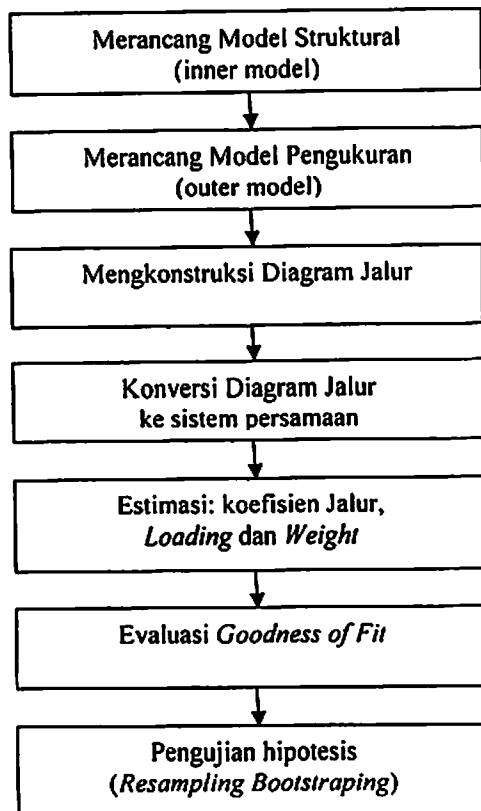 Merancang Model Struktural
(inner model)
Merancang Model Pengukuran
(outer model)
Mengkonstruksi Diagram Jalur
Konversi Diagram Jalur
ke sistem persamaan
Estimasi: koefisien Jalur,
Loading dan Weight
Evaluasi Goodness of Fit
Pengujian hipotesis
(Resampling Bootstraping)